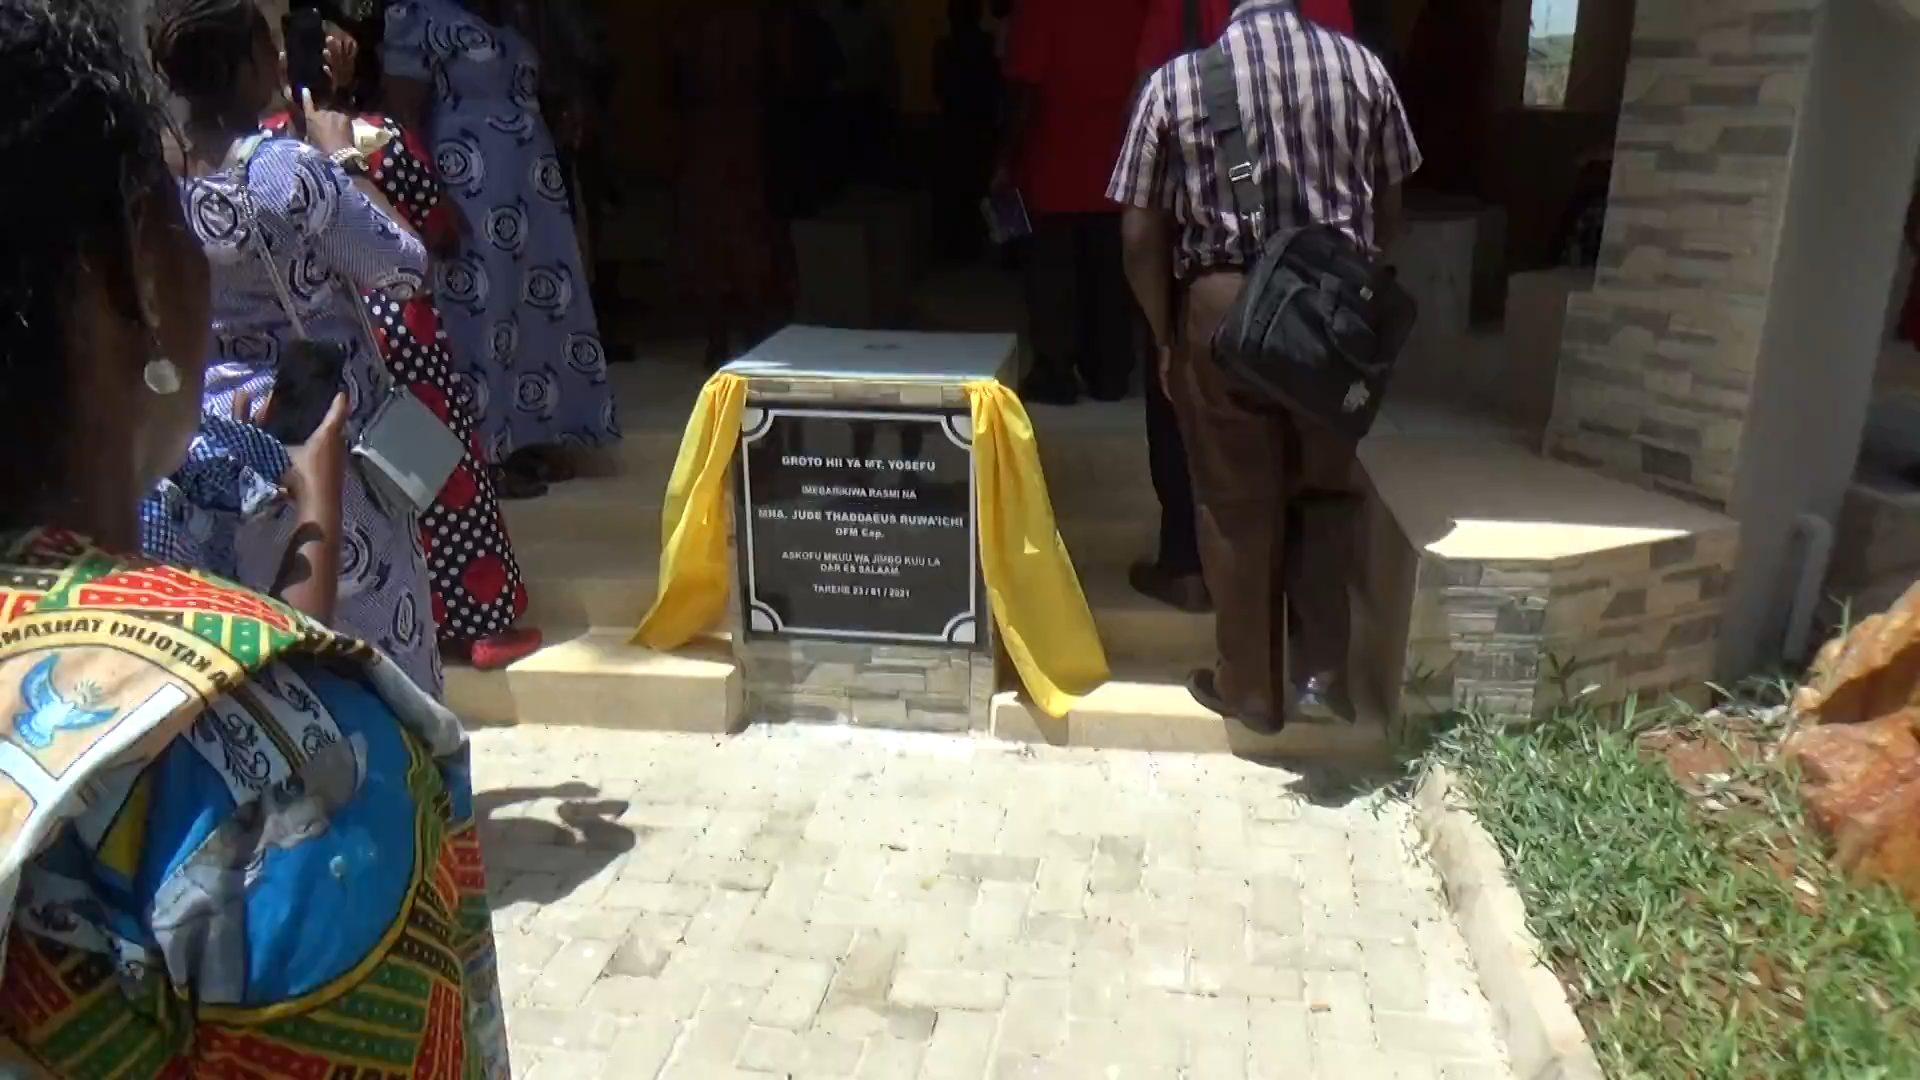 GROTO HII YA MT. YOSEFU
IMEBARIKIWA RASMI NA
MHA. JUDE THADDAEUS RUWA'ICHI
OFM Cap.
ASKOFU MKUU WA JIMBO KUU LA
DAR ES SALAAM
TAREHE 23 / 01 / 2021
KATOLIKI